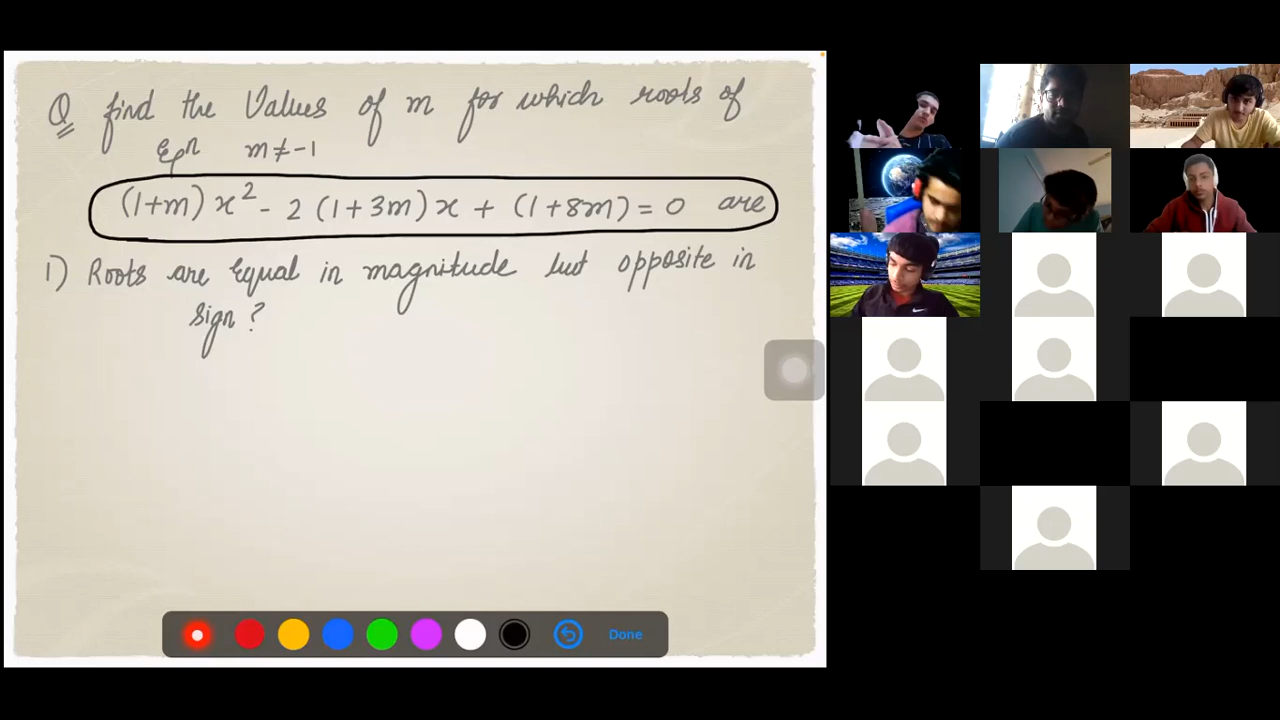 Q find the Values of m for which roots of
Eqn m ≠ -1
(1+m) x² - 2 (1+3m) x + (1+8m) = 0 are
1) Roots are Equal in magnitude but opposite in
sign ?
Done